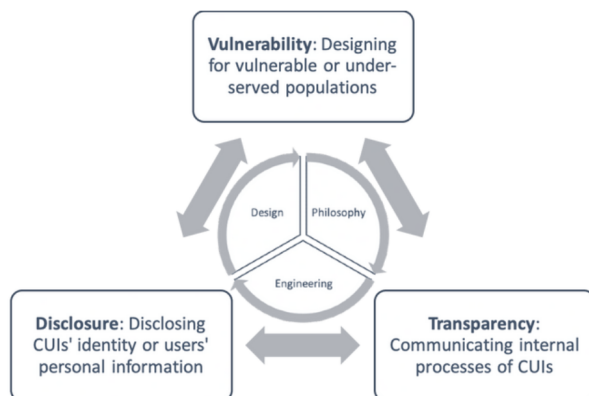 Vulnerability: Designing
for vulnerable or under-
served populations
Design
Philosophy
Engineering
Disclosure: Disclosing
CUIs' identity or users'
personal information
Transparency:
Communicating internal
processes of CUIs